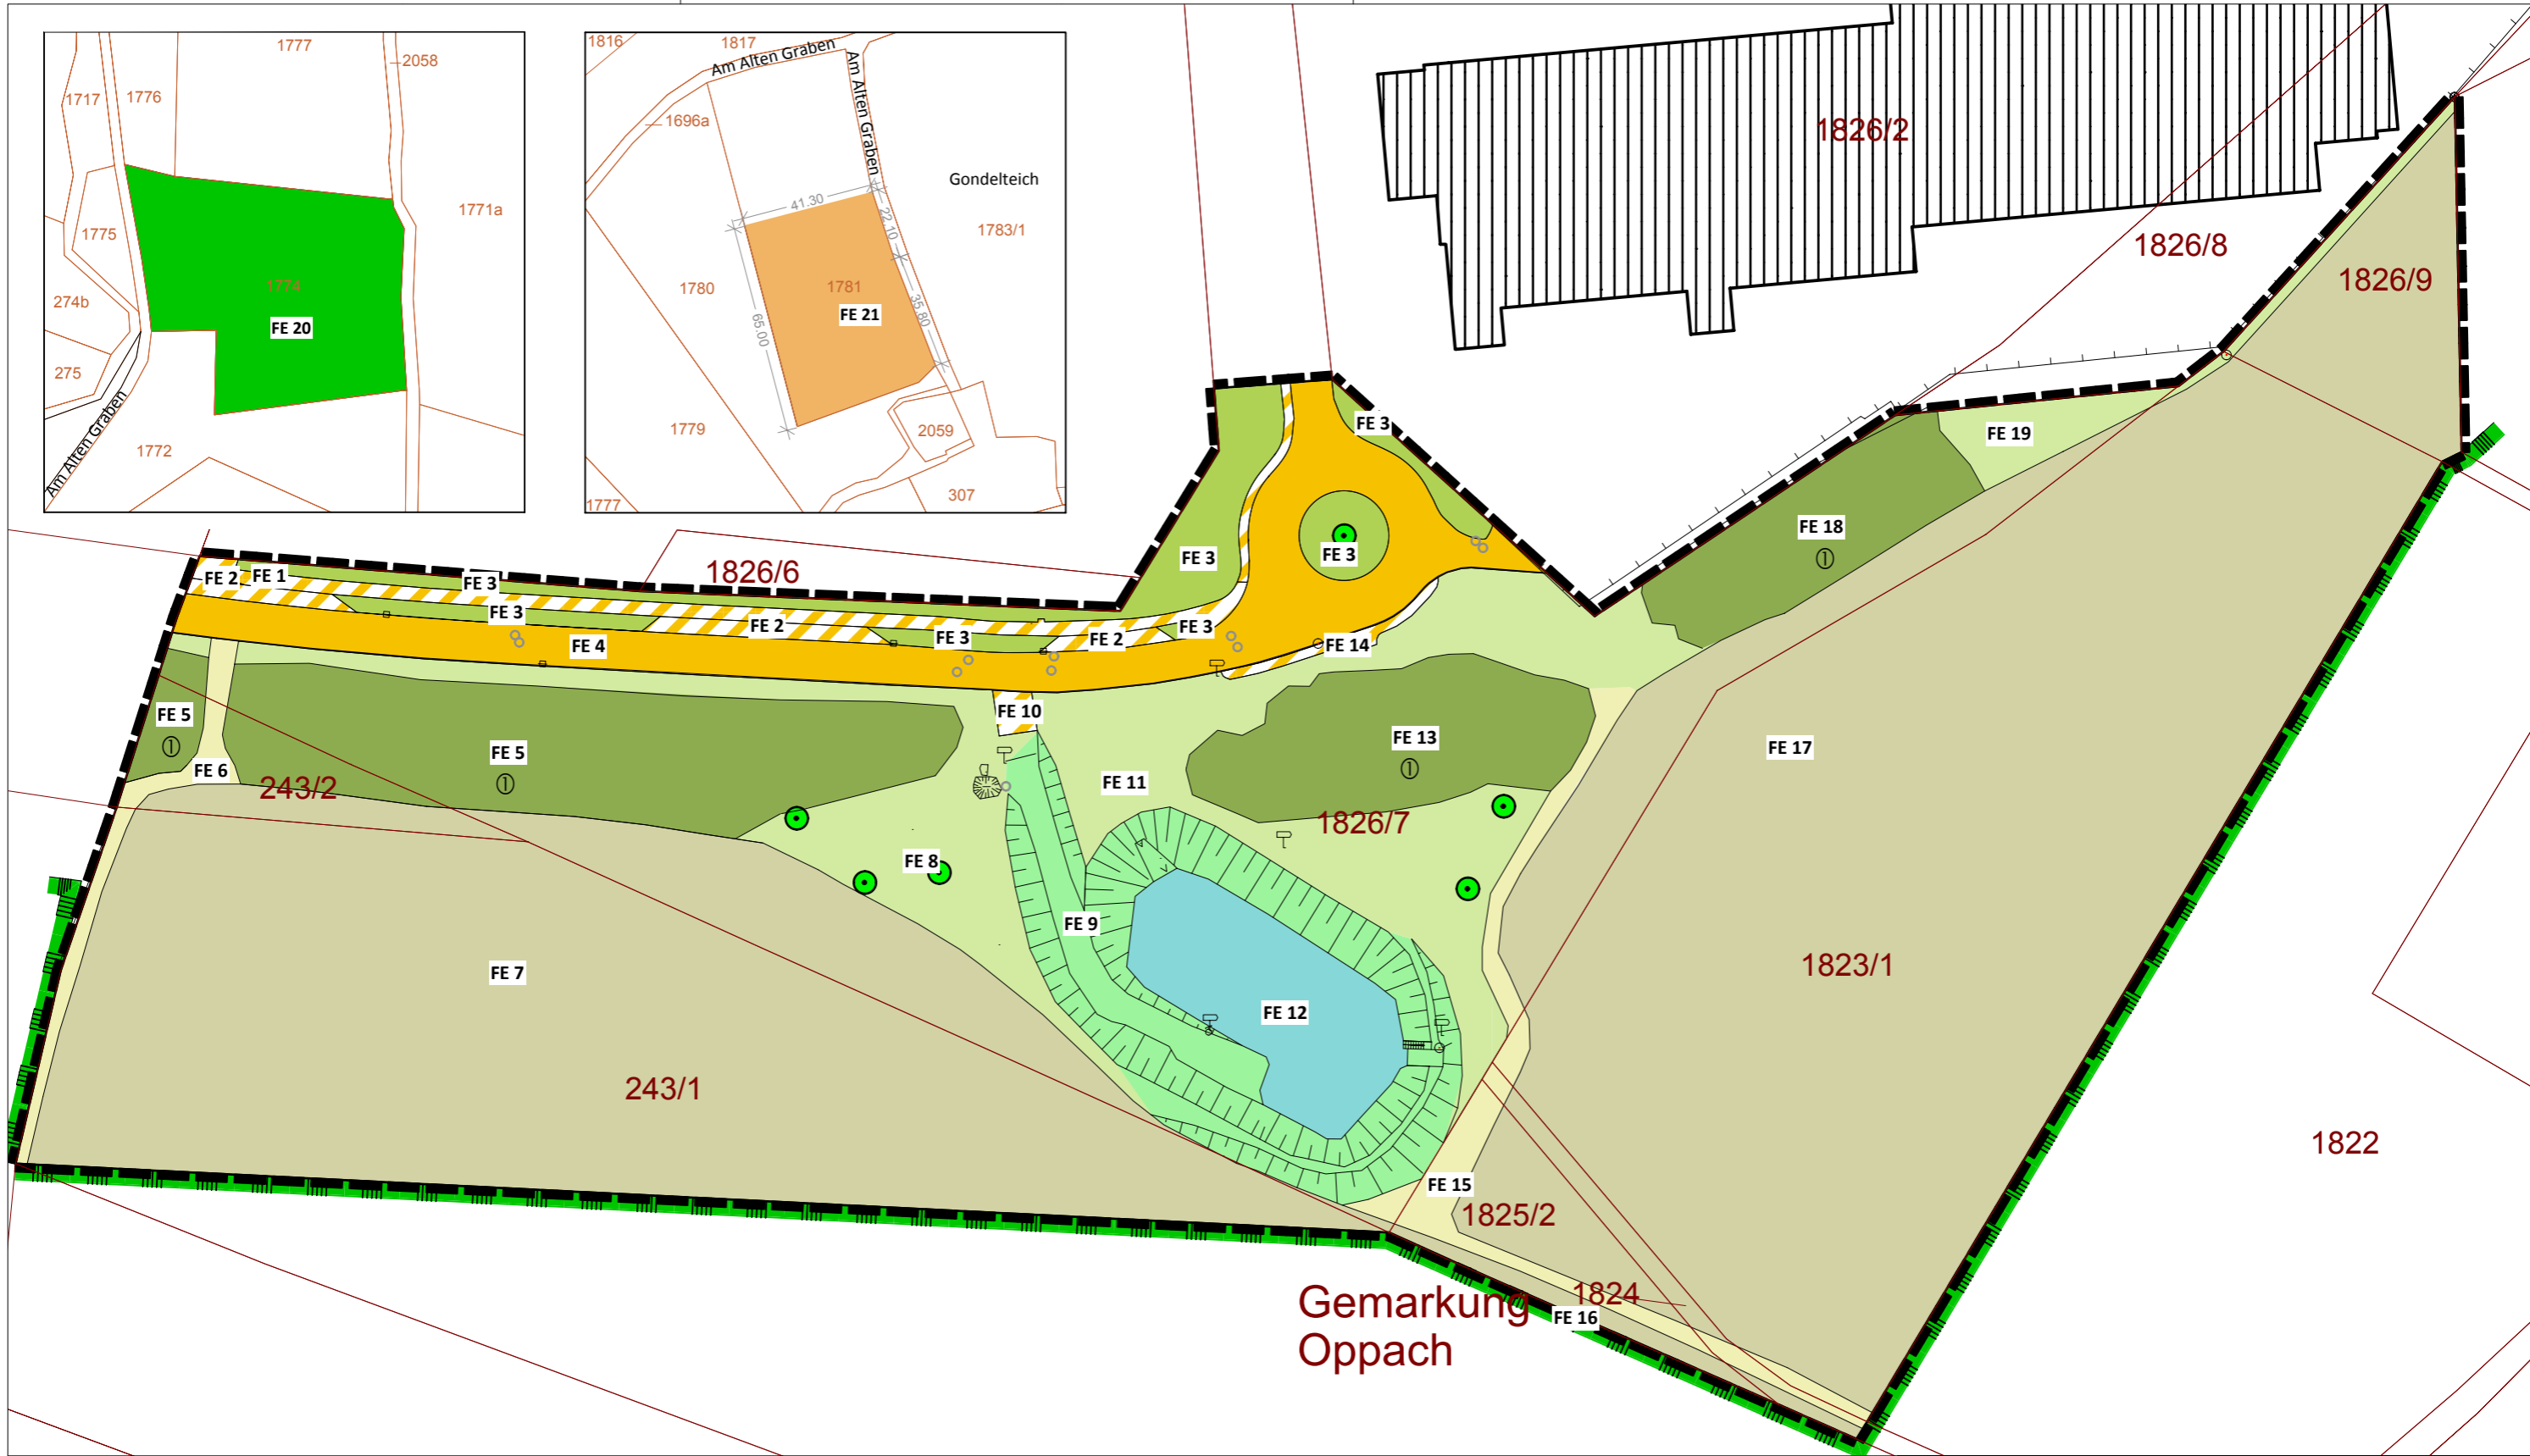 1777
2058
1717
1776
1771a
1775
1774
274b
FE 20
275
Am Alten Graben
1772
1816
1817
Am Alten Graben
Am Alten Graben
1696a
Gondelteich
41.30
22.10
1783/1
1780
1781
FE 21
35.80
65.00
1779
2059
307
1777
1826/2
1826/8
1826/9
FE 3
FE 19
FE 18
①
FE 3
FE 3
1826/6
FE 2
FE 1
FE 3
FE 3
FE 2
FE 3
FE 2
FE 3
FE 4
FE 14
FE 5
①
FE 5
①
FE 6
243/2
FE 10
FE 13
①
FE 17
FE 11
1826/7
FE 8
FE 9
FE 7
1823/1
FE 12
243/1
1822
FE 15
1825/2
1824
FE 16
Gemarkung
Oppach